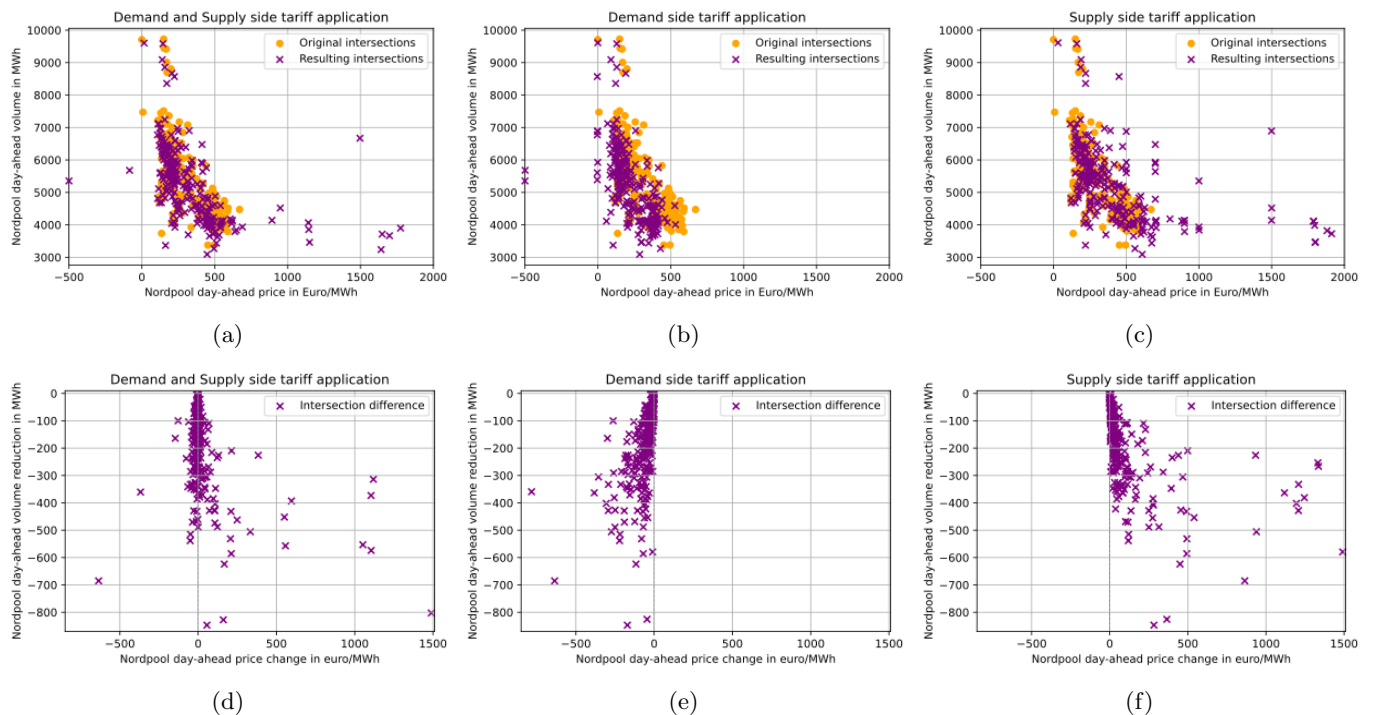 Demand and Supply side tariff application
Nordpool day-ahead volume in MWh
10000
9000
8000
7000
6000
5000
4000
3000
Original intersections
Resulting intersections
−500 0 500 1000 1500 2000
Nordpool day-ahead price in Euro/MWh
(a)
Demand side tariff application
Nordpool day-ahead volume in MWh
10000
9000
8000
7000
6000
5000
4000
3000
Original intersections
Resulting intersections
−500 0 500 1000 1500 2000
Nordpool day-ahead price in Euro/MWh
(b)
Supply side tariff application
Nordpool day-ahead volume in MWh
10000
9000
8000
7000
6000
5000
4000
3000
Original intersections
Resulting intersections
−500 0 500 1000 1500 2000
Nordpool day-ahead price in Euro/MWh
(c)
Demand and Supply side tariff application
Nordpool day-ahead volume reduction in MWh
0
−100
−200
−300
−400
−500
−600
−700
−800
Intersection difference
−500 0 500 1000 1500
Nordpool day-ahead price change in euro/MWh
(d)
Demand side tariff application
Nordpool day-ahead volume reduction in MWh
0
−100
−200
−300
−400
−500
−600
−700
−800
Intersection difference
−500 0 500 1000 1500
Nordpool day-ahead price change in euro/MWh
(e)
Supply side tariff application
Nordpool day-ahead volume reduction in MWh
0
−100
−200
−300
−400
−500
−600
−700
−800
Intersection difference
−500 0 500 1000 1500
Nordpool day-ahead price change in euro/MWh
(f)